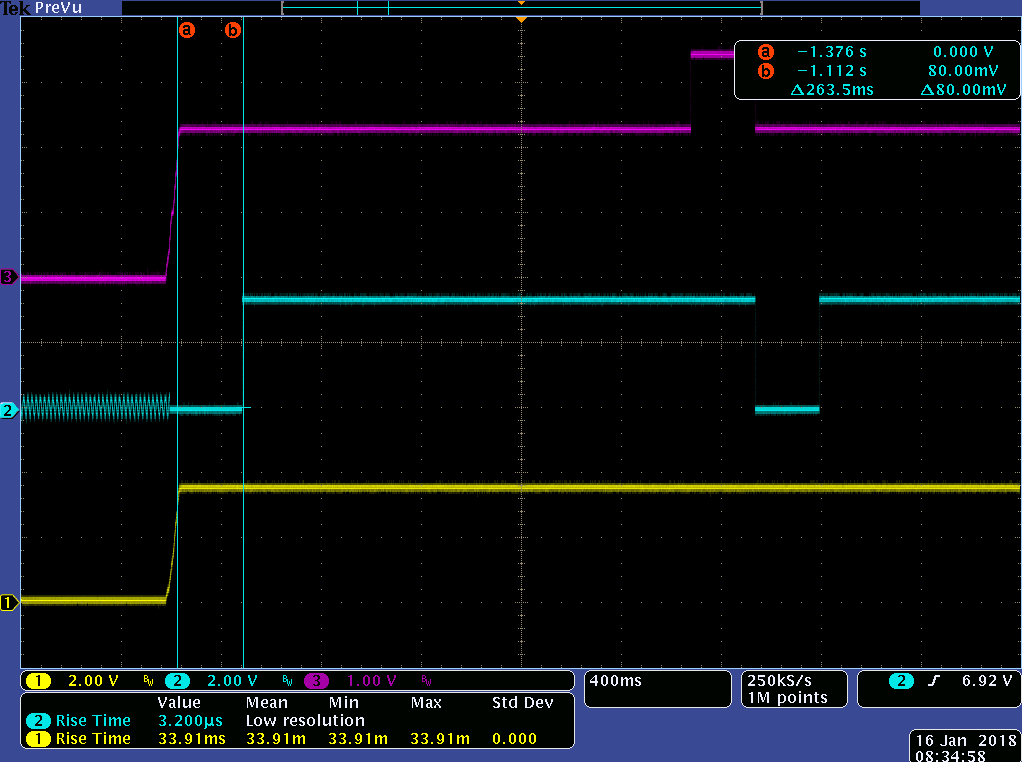 Tek PreVu
a b
a −1.376 s 0.000 V
b −1.112 s 80.00mV
Δ263.5ms Δ80.00mV
3
2
1
1 2.00 V BW 2 2.00 V BW 3 1.00 V BW
400ms
250kS/s
1M points
2 6.92 V
Value Mean Min Max Std Dev
2 Rise Time 3.200μs Low resolution
1 Rise Time 33.91ms 33.91m 33.91m 33.91m 0.000
16 Jan 2018
08:34:58